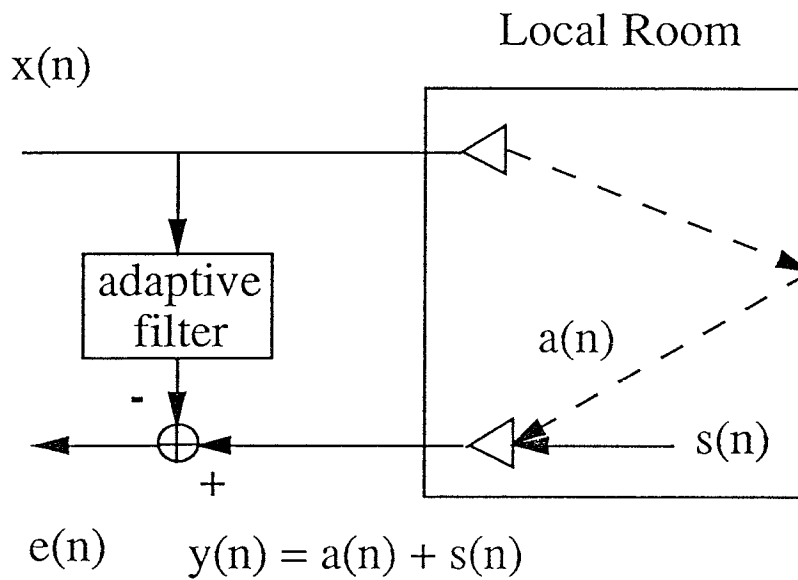 Local Room
x(n)
adaptive
filter
a(n)
-
s(n)
+
e(n)
y(n) = a(n) + s(n)